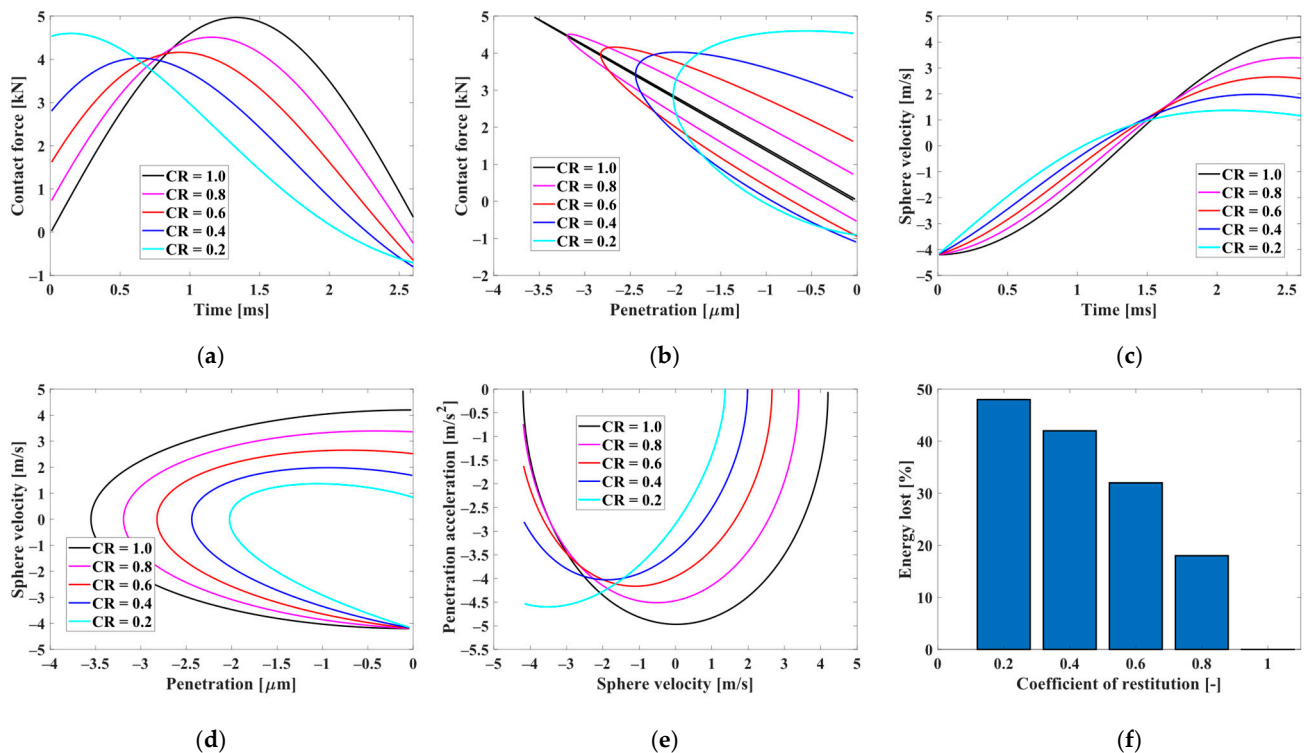 5
4
3
2
1
0
–1
Contact force [kN]
0
0.5
1
1.5
2
2.5
Time [ms]
CR = 1.0
CR = 0.8
CR = 0.6
CR = 0.4
CR = 0.2
(a)
5
4
3
2
1
0
–1
–2
Contact force [kN]
–4
–3.5
–3
–2.5
–2
–1.5
–1
–0.5
0
Penetration [μm]
CR = 1.0
CR = 0.8
CR = 0.6
CR = 0.4
CR = 0.2
(b)
5
4
3
2
1
0
–1
–2
–3
–4
–5
Sphere velocity [m/s]
0
0.5
1
1.5
2
2.5
Time [ms]
CR = 1.0
CR = 0.8
CR = 0.6
CR = 0.4
CR = 0.2
(c)
5
4
3
2
1
0
–1
–2
–3
–4
–5
Sphere velocity [m/s]
–4
–3.5
–3
–2.5
–2
–1.5
–1
–0.5
0
Penetration [μm]
CR = 1.0
CR = 0.8
CR = 0.6
CR = 0.4
CR = 0.2
(d)
0
–0.5
–1
–1.5
–2
–2.5
–3
–3.5
–4
–4.5
–5
–5.5
Penetration acceleration [m/s²]
–5
–4
–3
–2
–1
0
1
2
3
4
5
Sphere velocity [m/s]
CR = 1.0
CR = 0.8
CR = 0.6
CR = 0.4
CR = 0.2
(e)
50
40
30
20
10
0
Energy lost [%]
0
0.2
0.4
0.6
0.8
1
Coefficient of restitution [-]
(f)